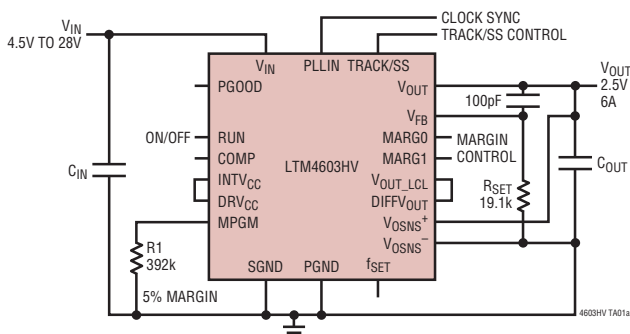 CLOCK SYNC
TRACK/SS CONTROL
VIN
4.5V TO 28V
VIN
PLLIN
TRACK/SS
VOUT
2.5V
6A
PGOOD
VOUT
100pF
VFB
ON/OFF
RUN
MARG0
MARGIN
CONTROL
COMP
LTM4603HV
MARG1
CIN
INTVCC
VOUT_LCL
COUT
DRVCC
DIFFVOUT
RSET
19.1k
MPGM
VOSNS+
VOSNS–
R1
392k
SGND
PGND
fSET
5% MARGIN
4603HV TA01a